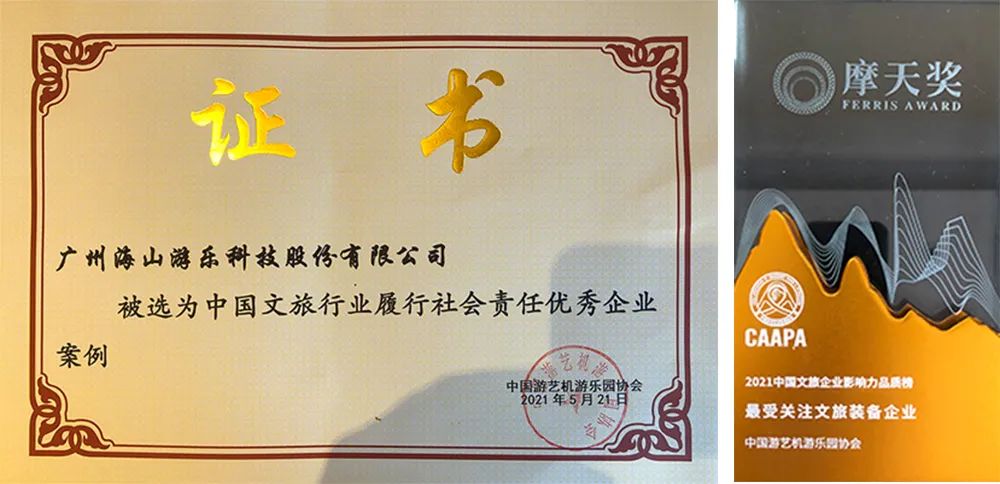 证书
广州海山游乐科技股份有限公司
被选为中国文旅行业履行社会责任优秀企业
案例
中国游艺机游乐园协会
2021年5月21日
摩天奖
FERRIS AWARD
CAAPA
2021中国文旅企业影响力品质榜
最受关注文旅装备企业
中国游艺机游乐园协会